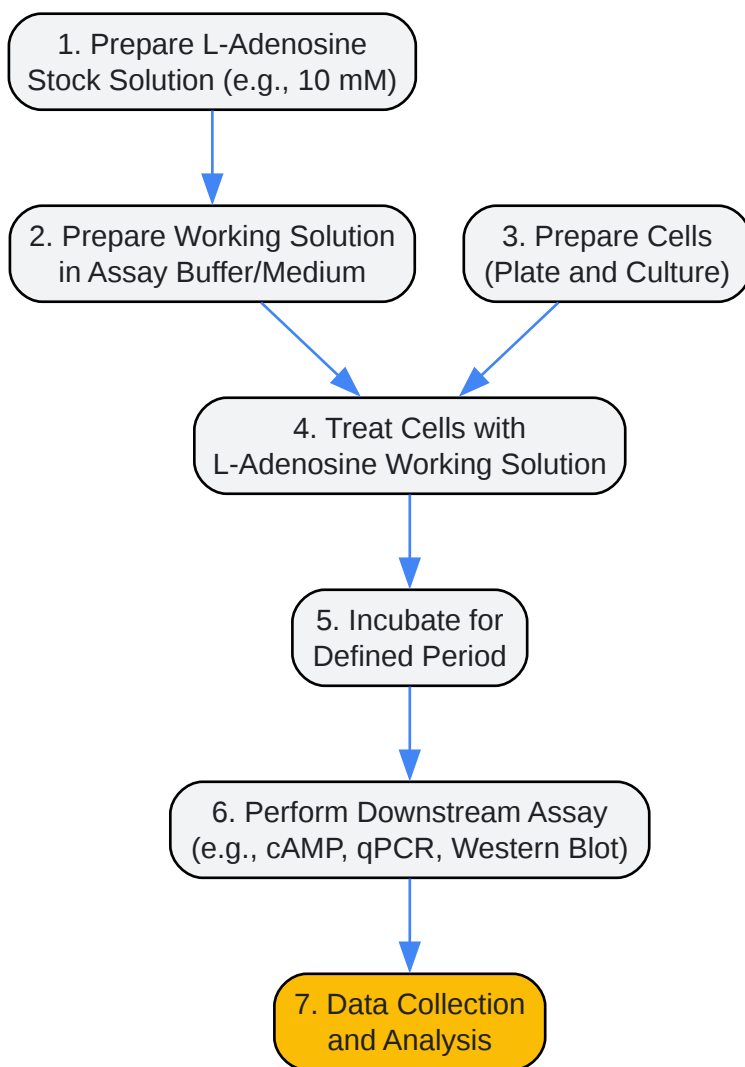 1. Prepare L-Adenosine
Stock Solution (e.g., 10 mM)
2. Prepare Working Solution
in Assay Buffer/Medium
3. Prepare Cells
(Plate and Culture)
4. Treat Cells with
L-Adenosine Working Solution
5. Incubate for
Defined Period
6. Perform Downstream Assay
(e.g., cAMP, qPCR, Western Blot)
7. Data Collection
and Analysis